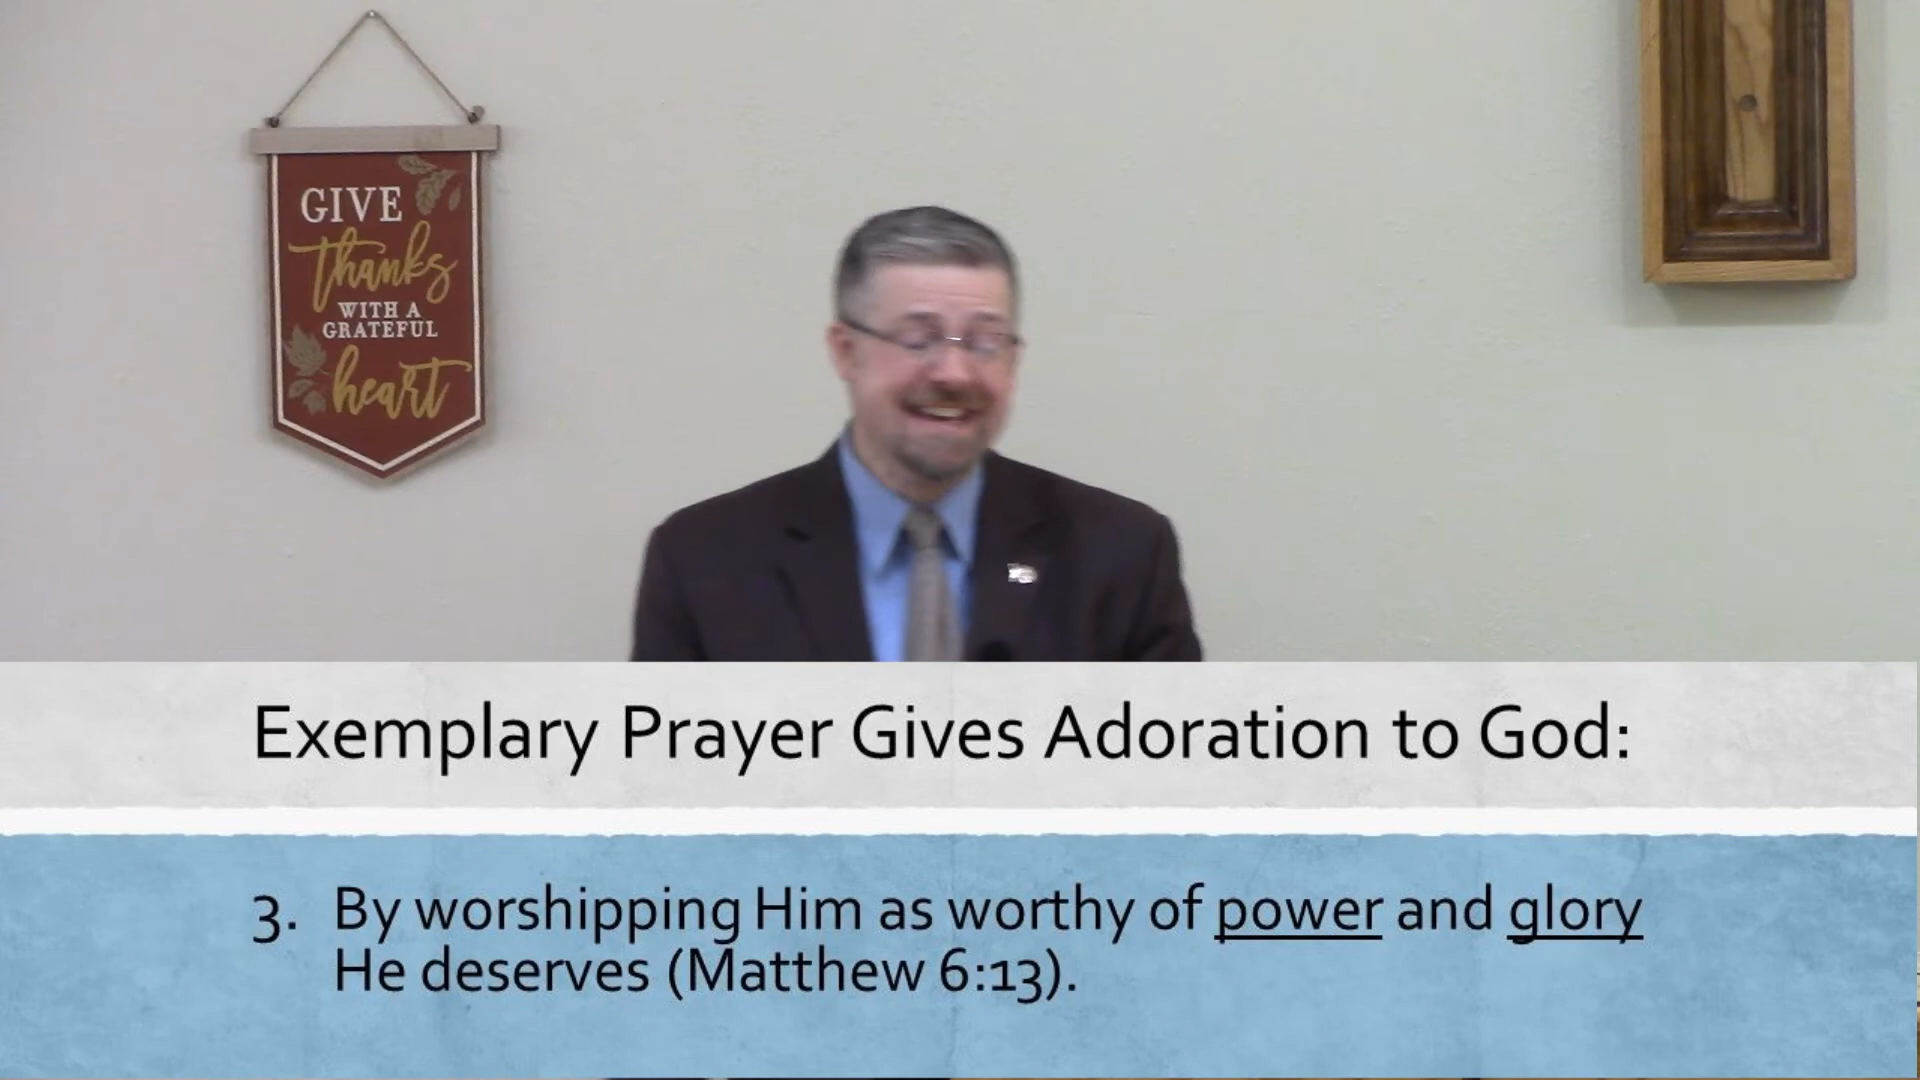 GIVE
thanks
WITH A
GRATEFUL
heart
Exemplary Prayer Gives Adoration to God:
3. By worshipping Him as worthy of power and glory
He deserves (Matthew 6:13).